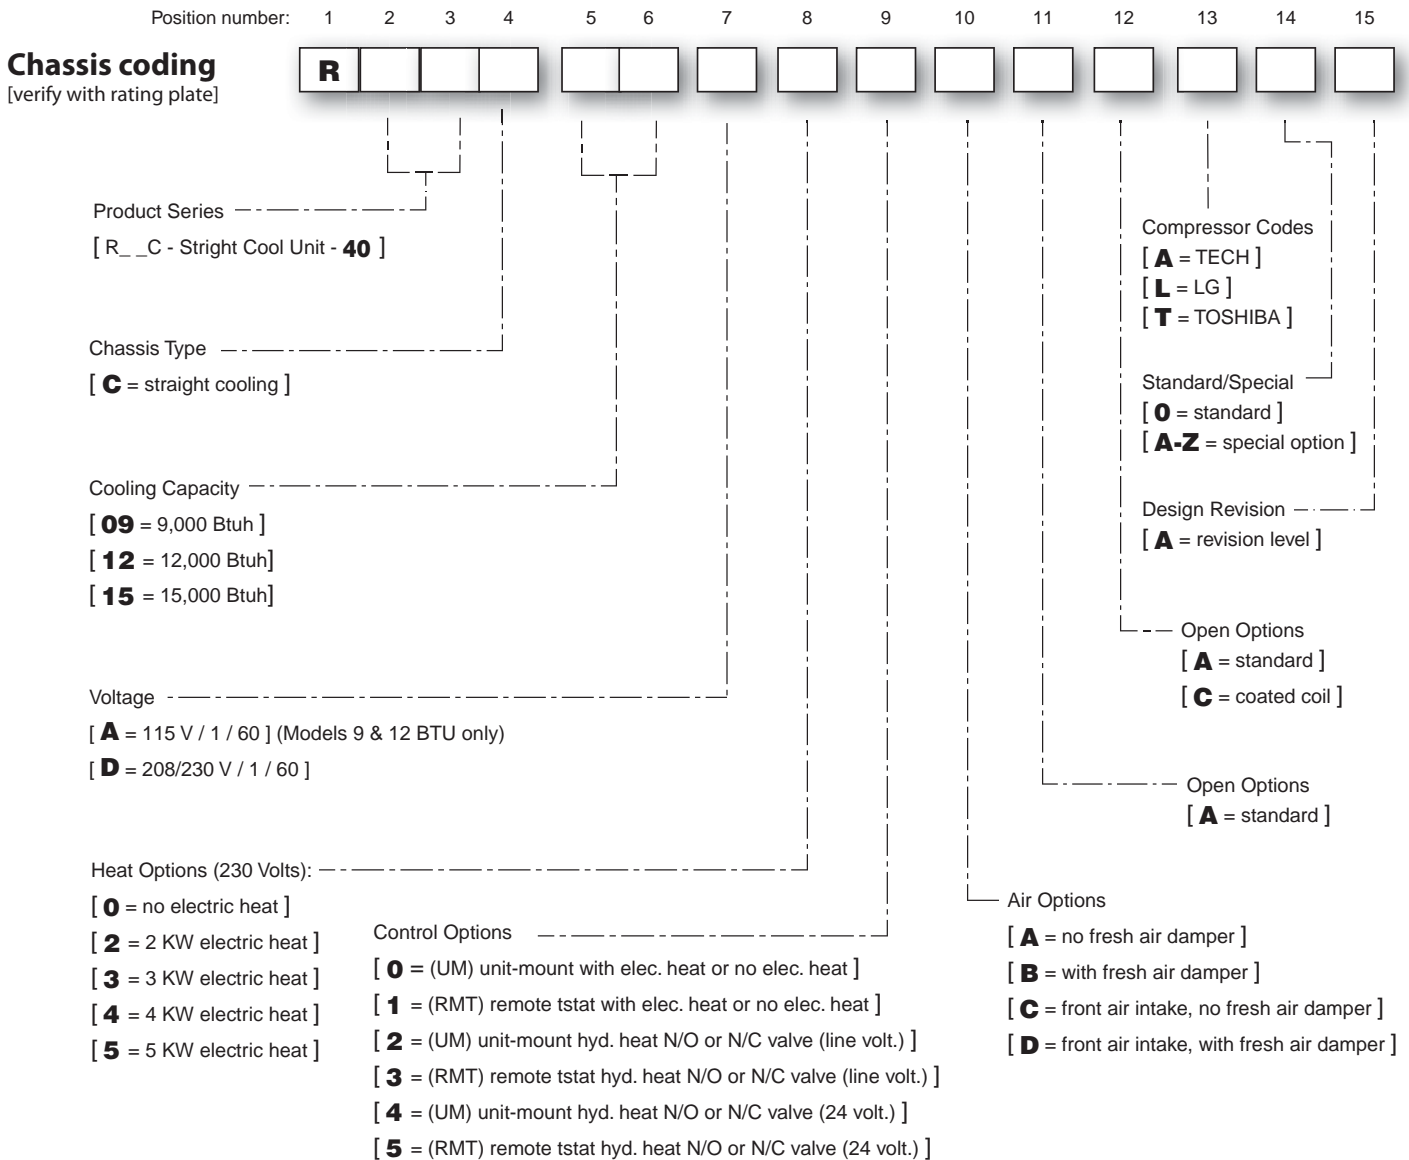 Position number: 1 2 3 4 5 6 7 8 9 10 11 12 13 14 15
Chassis coding
[verify with rating plate]
R
Product Series
[ R_ _C - Stright Cool Unit - 40 ]
Chassis Type
[ C = straight cooling ]
Cooling Capacity
[ 09 = 9,000 Btuh ]
[ 12 = 12,000 Btuh]
[ 15 = 15,000 Btuh]
Voltage
[ A = 115 V / 1 / 60 ] (Models 9 & 12 BTU only)
[ D = 208/230 V / 1 / 60 ]
Heat Options (230 Volts):
[ 0 = no electric heat ]
[ 2 = 2 KW electric heat ]
[ 3 = 3 KW electric heat ]
[ 4 = 4 KW electric heat ]
[ 5 = 5 KW electric heat ]
Control Options
[ 0 = (UM) unit-mount with elec. heat or no elec. heat ]
[ 1 = (RMT) remote tstat with elec. heat or no elec. heat ]
[ 2 = (UM) unit-mount hyd. heat N/O or N/C valve (line volt.) ]
[ 3 = (RMT) remote tstat hyd. heat N/O or N/C valve (line volt.) ]
[ 4 = (UM) unit-mount hyd. heat N/O or N/C valve (24 volt.) ]
[ 5 = (RMT) remote tstat hyd. heat N/O or N/C valve (24 volt.) ]
Compressor Codes
[ A = TECH ]
[ L = LG ]
[ T = TOSHIBA ]
Standard/Special
[ 0 = standard ]
[ A-Z = special option ]
Design Revision
[ A = revision level ]
Open Options
[ A = standard ]
[ C = coated coil ]
Open Options
[ A = standard ]
Air Options
[ A = no fresh air damper ]
[ B = with fresh air damper ]
[ C = front air intake, no fresh air damper ]
[ D = front air intake, with fresh air damper ]